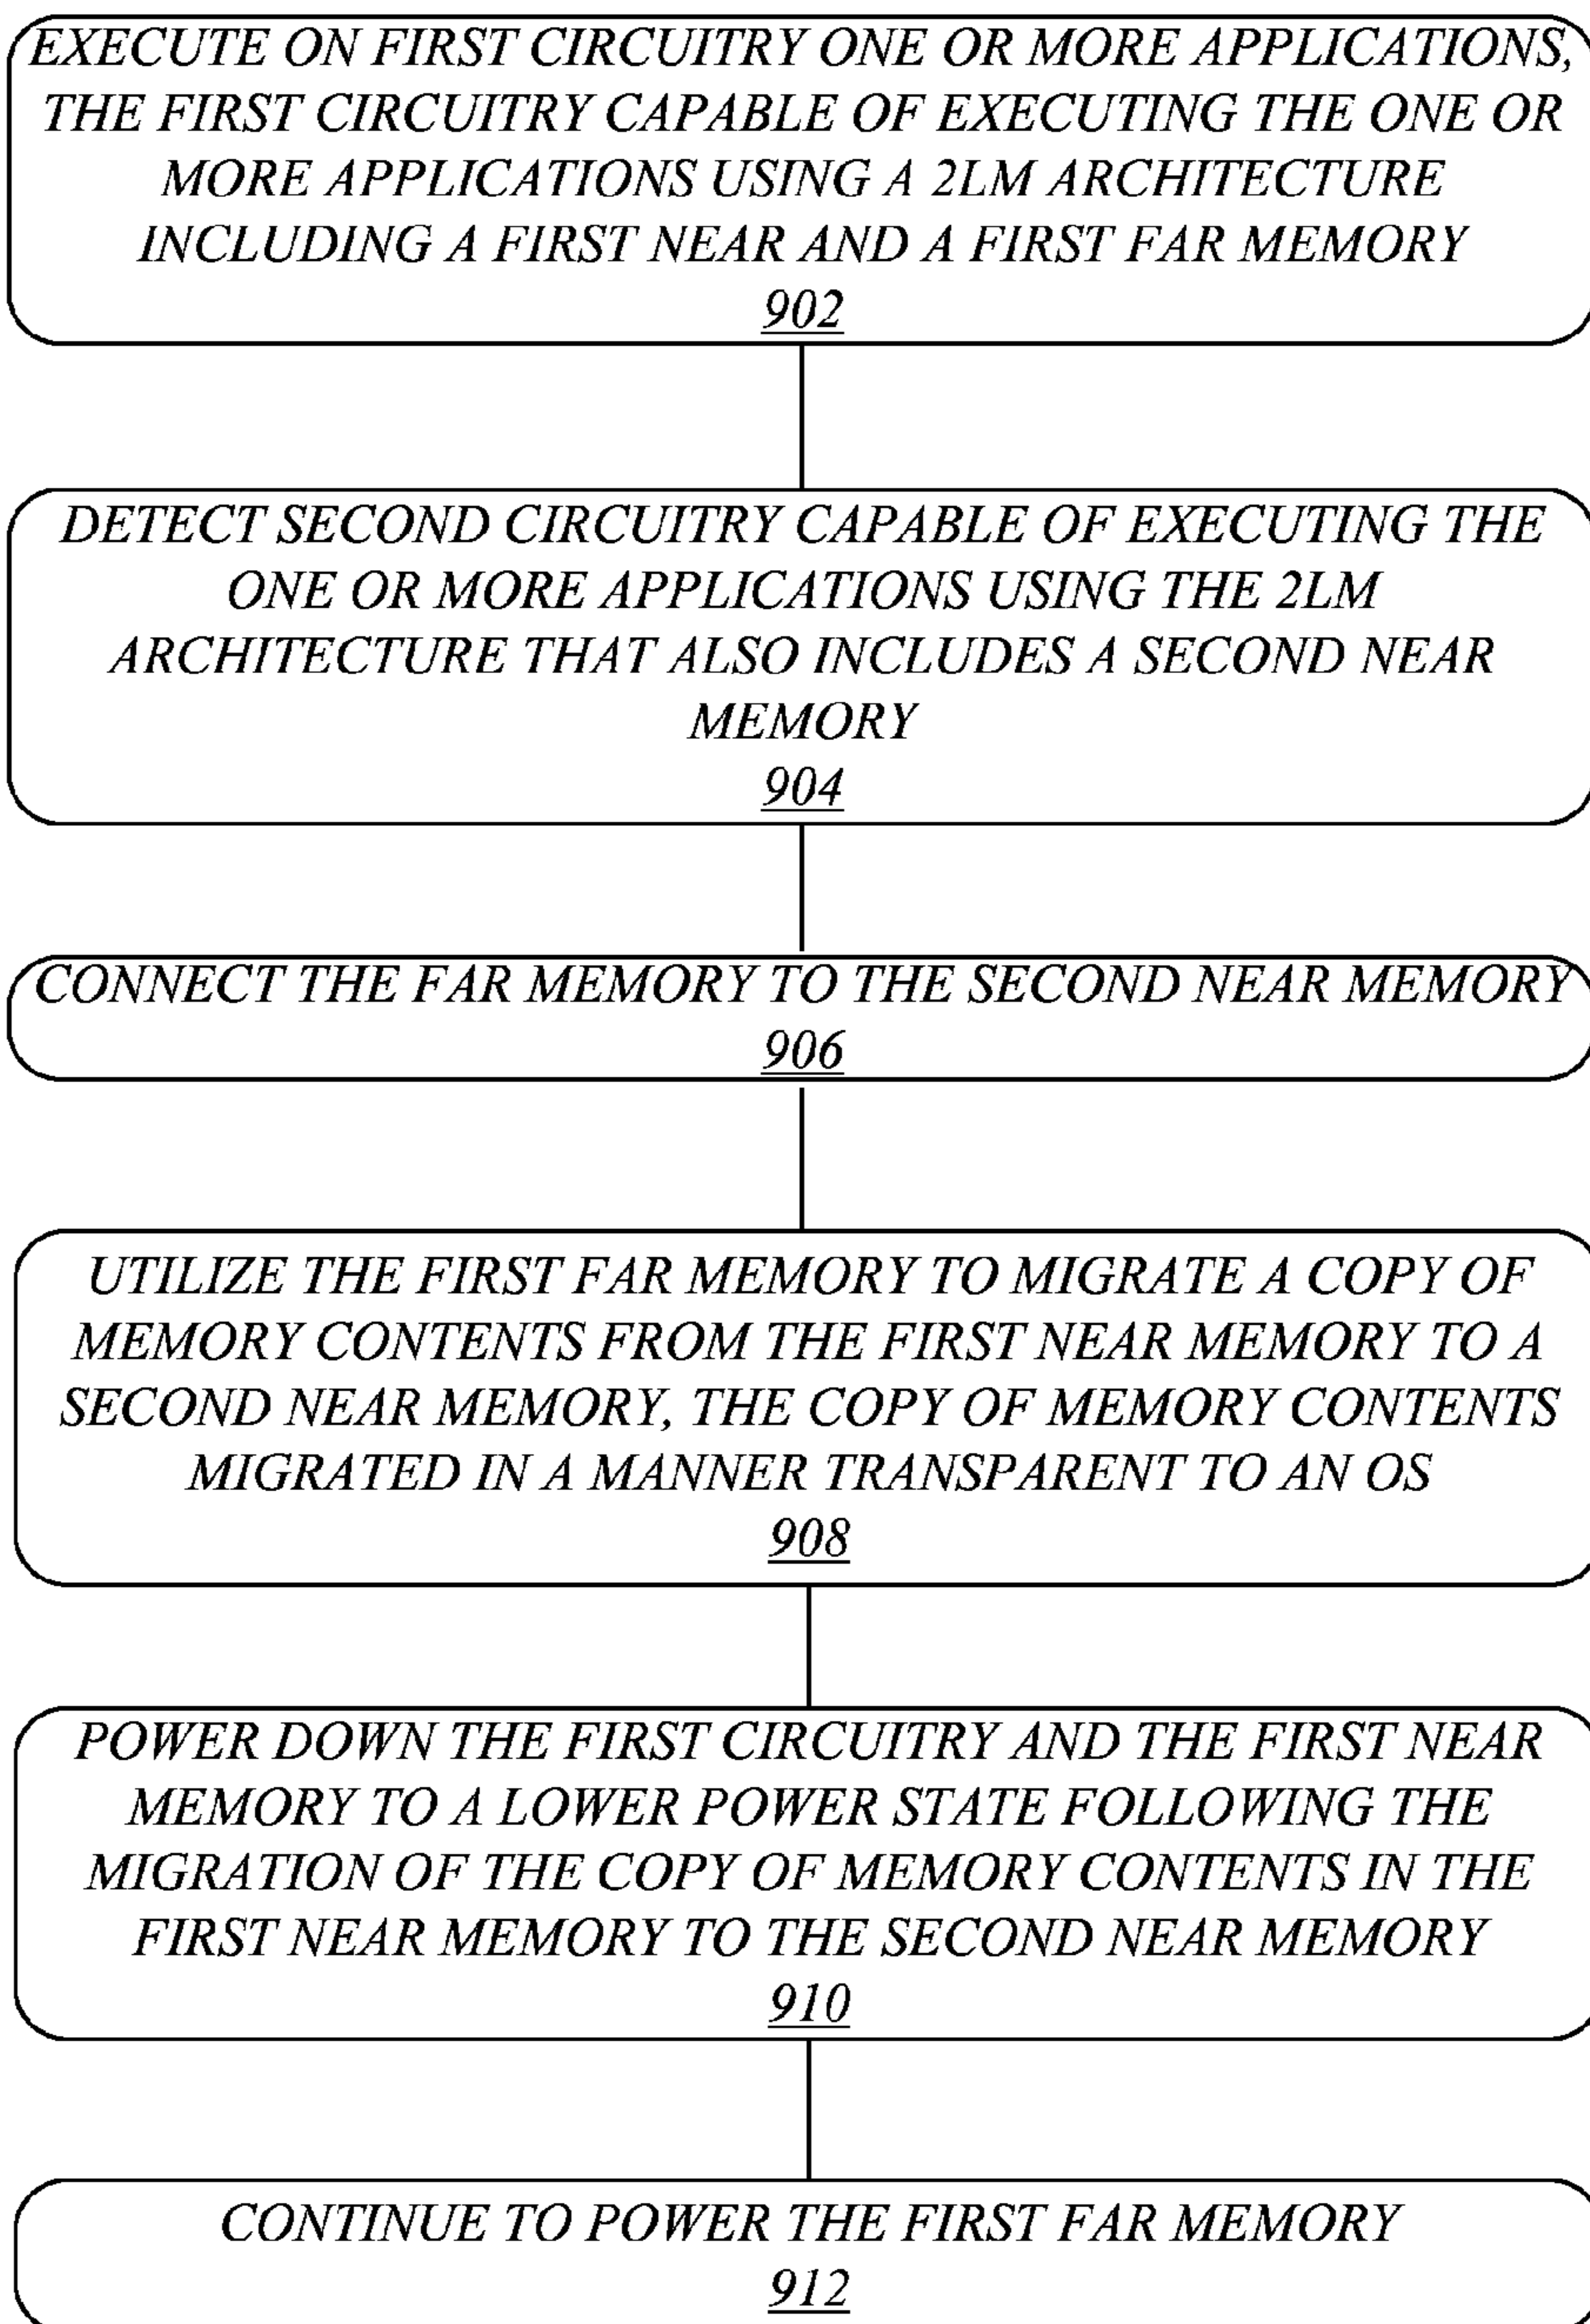 EXECUTE ON FIRST CIRCUITRY ONE OR MORE APPLICATIONS,
THE FIRST CIRCUITRY CAPABLE OF EXECUTING THE ONE OR
MORE APPLICATIONS USING A 2LM ARCHITECTURE
INCLUDING A FIRST NEAR AND A FIRST FAR MEMORY
902
DETECT SECOND CIRCUITRY CAPABLE OF EXECUTING THE
ONE OR MORE APPLICATIONS USING THE 2LM
ARCHITECTURE THAT ALSO INCLUDES A SECOND NEAR
MEMORY
904
CONNECT THE FAR MEMORY TO THE SECOND NEAR MEMORY
906
UTILIZE THE FIRST FAR MEMORY TO MIGRATE A COPY OF
MEMORY CONTENTS FROM THE FIRST NEAR MEMORY TO A
SECOND NEAR MEMORY, THE COPY OF MEMORY CONTENTS
MIGRATED IN A MANNER TRANSPARENT TO AN OS
908
POWER DOWN THE FIRST CIRCUITRY AND THE FIRST NEAR
MEMORY TO A LOWER POWER STATE FOLLOWING THE
MIGRATION OF THE COPY OF MEMORY CONTENTS IN THE
FIRST NEAR MEMORY TO THE SECOND NEAR MEMORY
910
CONTINUE TO POWER THE FIRST FAR MEMORY
912